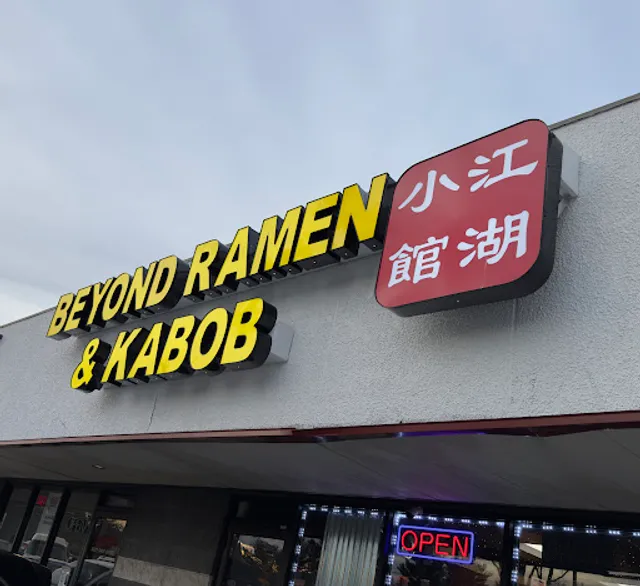 BEYOND RAMEN
& KABOB
江湖
小館
OPEN